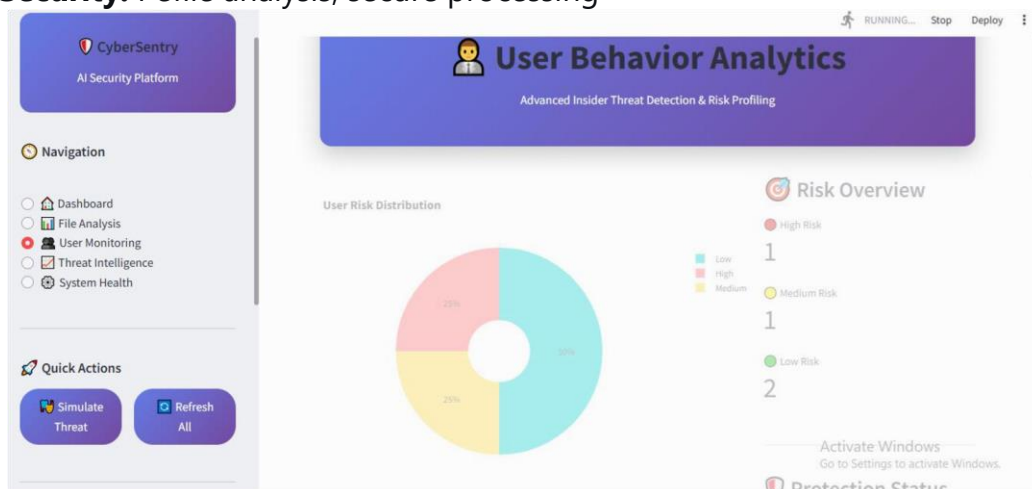 Security: Profile analysis, secure processing
RUNNING... Stop Deploy
CyberSentry
AI Security Platform
Navigation
Dashboard
File Analysis
User Monitoring
Threat Intelligence
System Health
Quick Actions
Simulate Threat
Refresh All
User Behavior Analytics
Advanced Insider Threat Detection & Risk Profiling
User Risk Distribution
25%
50%
25%
Low
High
Medium
Risk Overview
High Risk
1
Medium Risk
1
Low Risk
2
Activate Windows
Go to Settings to activate Windows.
Protection Status